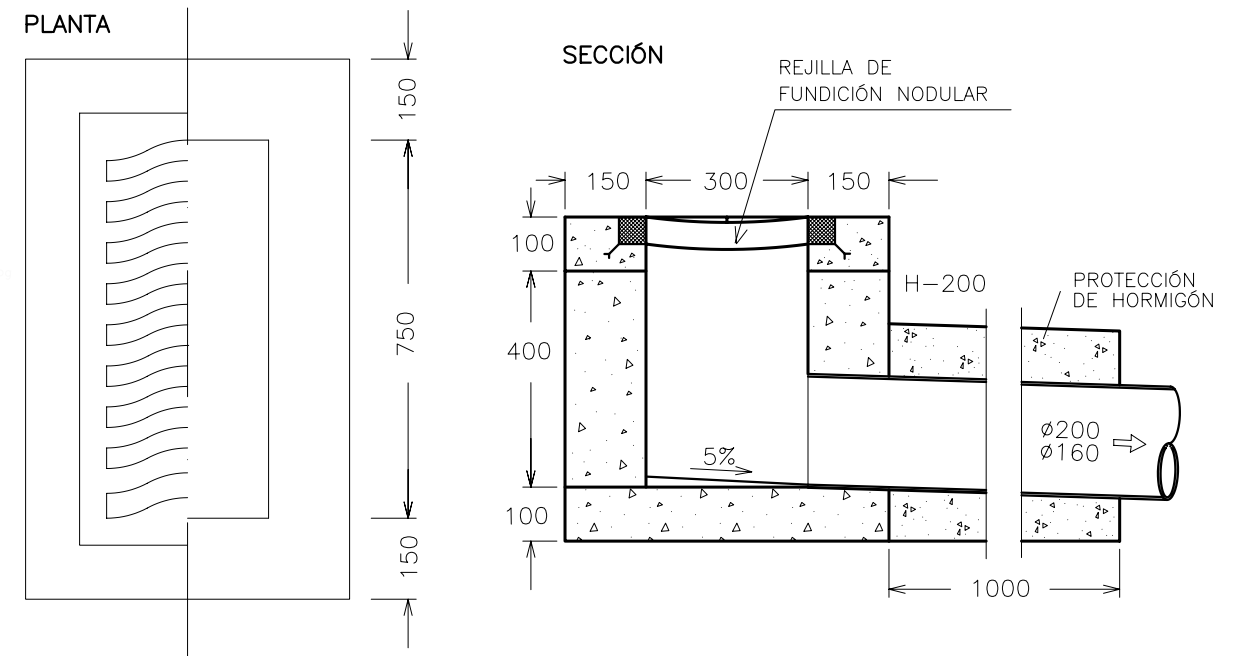 PLANTA
150
750
150
SECCIÓN
REJILLA DE
FUNDICIÓN NODULAR
150
300
150
100
400
100
H-200
PROTECCIÓN
DE HORMIGÓN
5%
Ø200
Ø160
1000